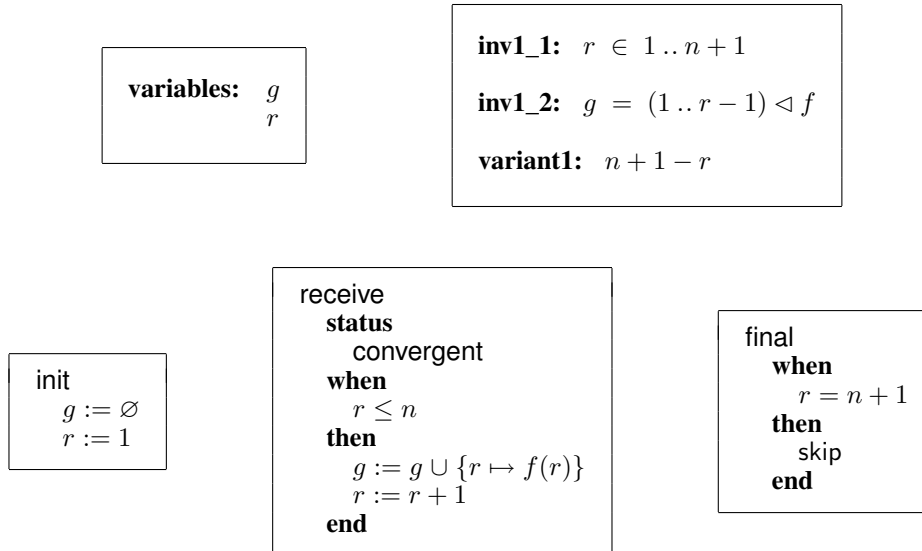 variables: g
r
inv1_1: r ∈ 1 .. n + 1
inv1_2: g = (1 .. r − 1) ◁ f
variant1: n + 1 − r
init
g := ∅
r := 1
receive
status
convergent
when
r ≤ n
then
g := g ∪ {r ↦ f(r)}
r := r + 1
end
final
when
r = n + 1
then
skip
end